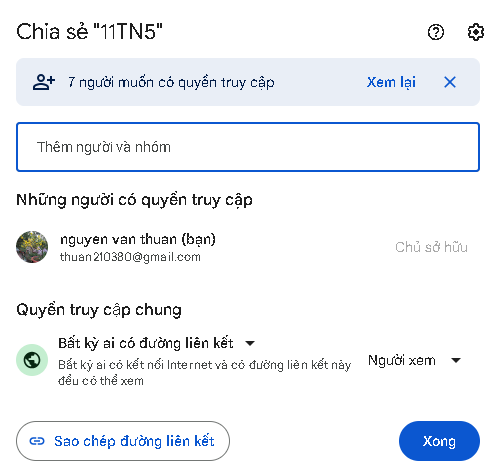 Chia sẻ "11TN5"
7 người muốn có quyền truy cập
Xem lại
Thêm người và nhóm
Những người có quyền truy cập
nguyen van thuan (bạn)
thuan210380@gmail.com
Chủ sở hữu
Quyền truy cập chung
Bất kỳ ai có đường liên kết
Bất kỳ ai có kết nối Internet và có đường liên kết này
đều có thể xem
Người xem
Sao chép đường liên kết
Xong